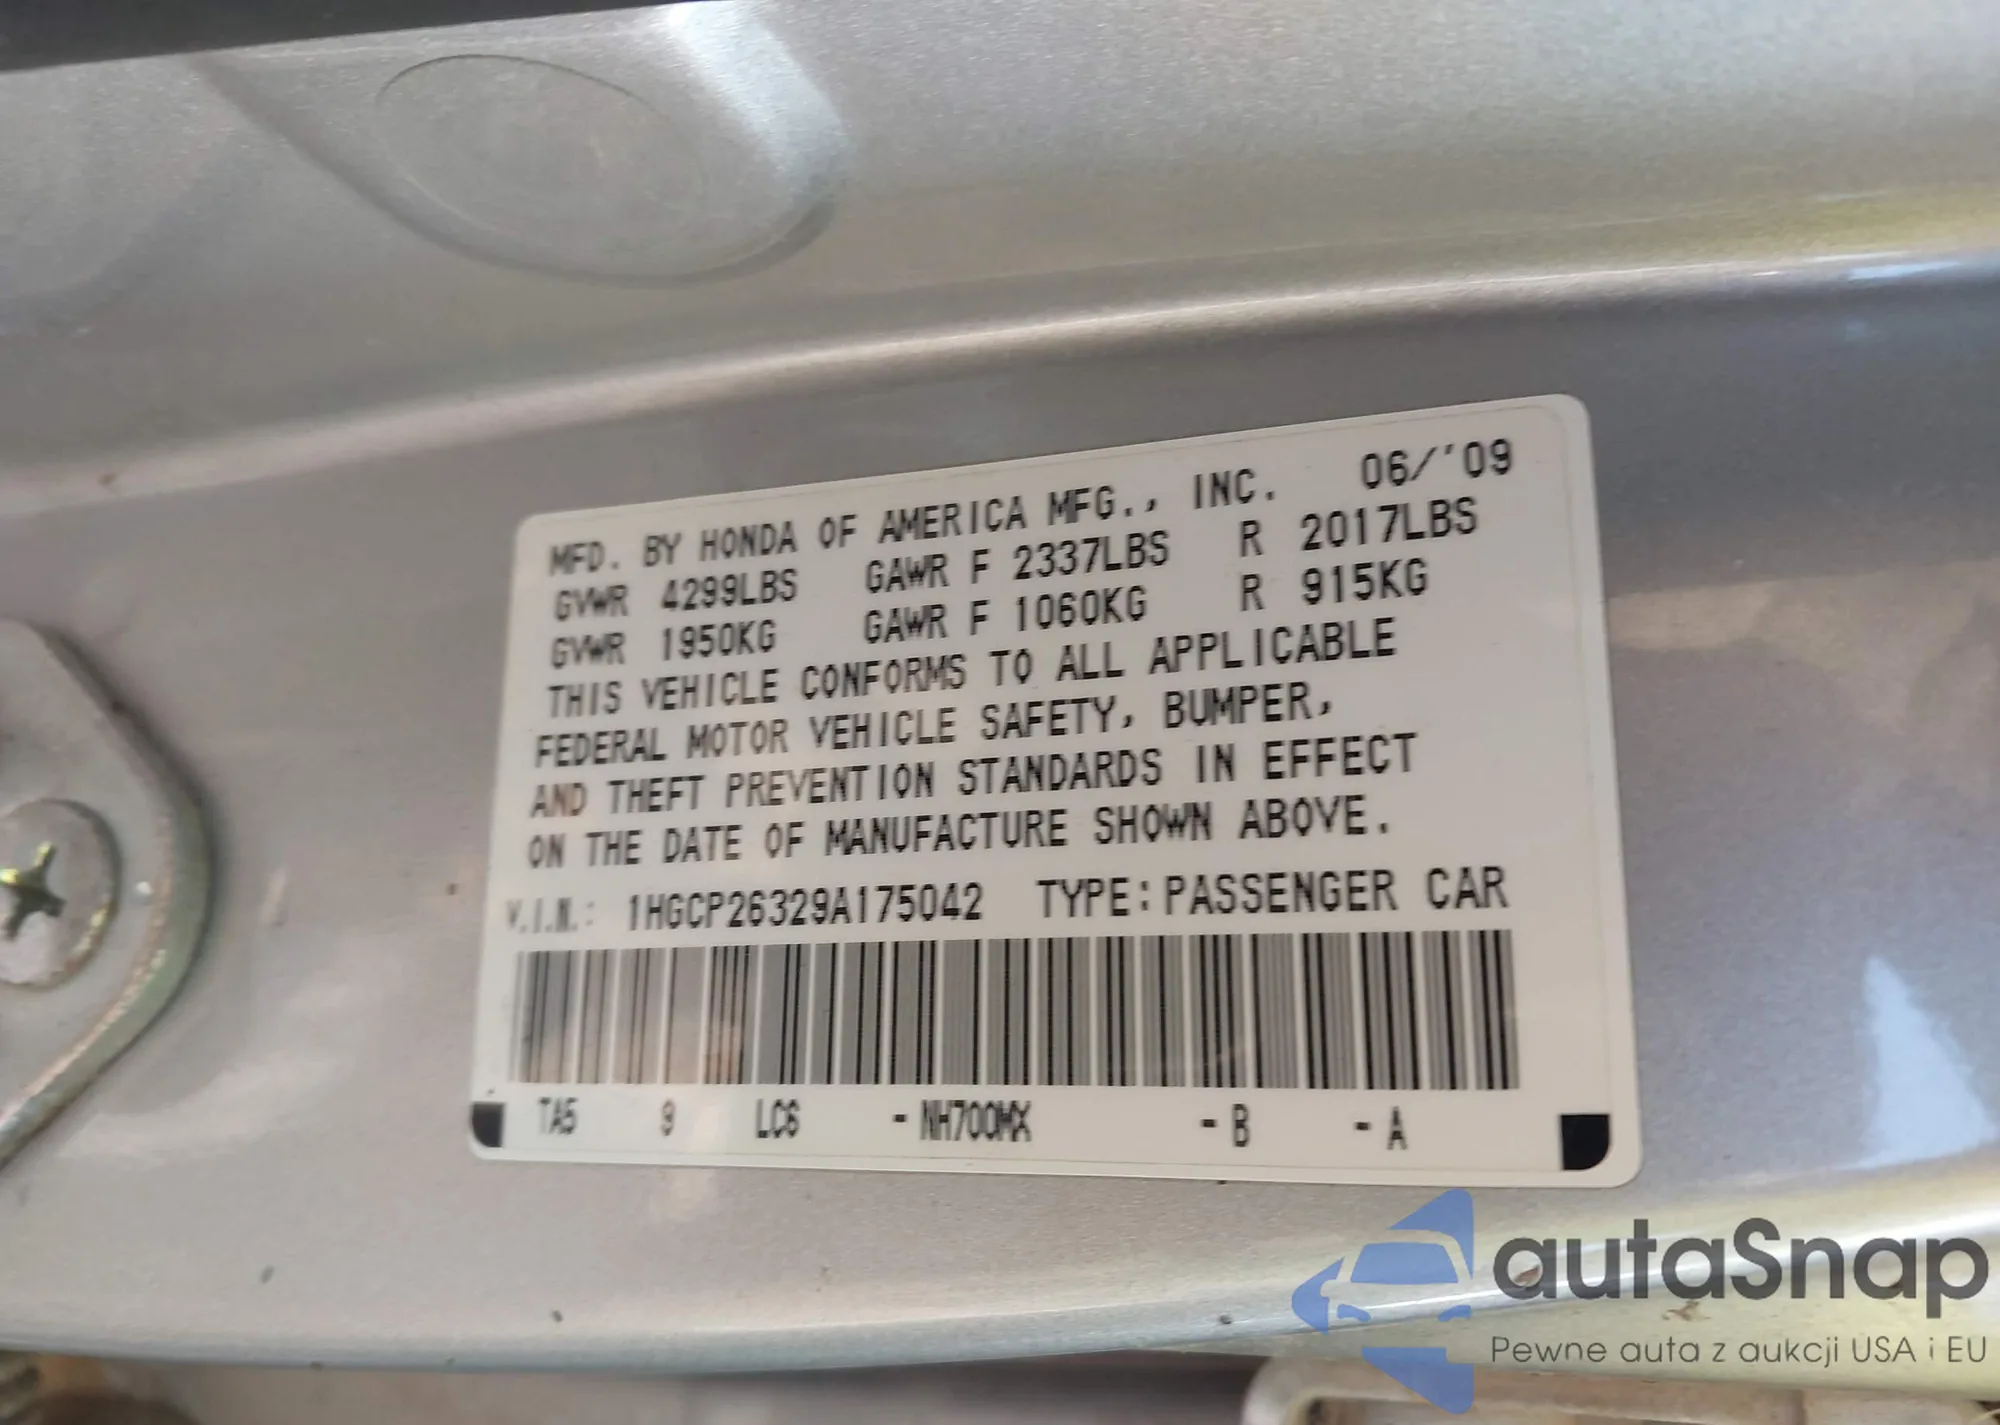 MFD. BY HONDA OF AMERICA MFG., INC. 06/'09
GVWR 4299LBS GAWR F 2337LBS R 2017LBS
GVWR 1950KG GAWR F 1060KG R 915KG
THIS VEHICLE CONFORMS TO ALL APPLICABLE
FEDERAL MOTOR VEHICLE SAFETY, BUMPER,
AND THEFT PREVENTION STANDARDS IN EFFECT
ON THE DATE OF MANUFACTURE SHOWN ABOVE.
V.I.N.: 1HGCP26329A175042 TYPE: PASSENGER CAR
TA5 9 LC6 - NH700MX - B - A
autaSnap
Pewne auta z aukcji USA i EU